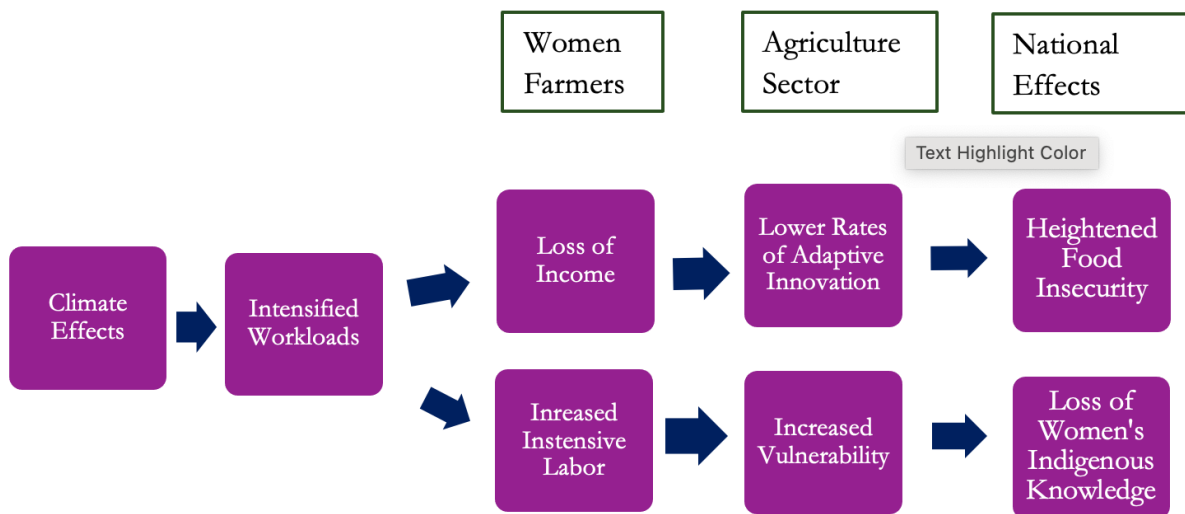 Women
Farmers
Agriculture
Sector
National
Effects
Text Highlight Color
Climate
Effects
Intensified
Workloads
Loss of
Income
Lower Rates
of Adaptive
Innovation
Heightened
Food
Insecurity
Inreased
Instensive
Labor
Increased
Vulnerability
Loss of
Women's
Indigenous
Knowledge